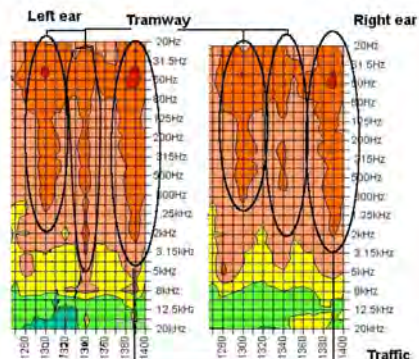 Left ear
Tramway
Right ear
20Hz
31.5Hz
50Hz
80Hz
125Hz
200Hz
315Hz
500Hz
800Hz
1.25kHz
2kHz
3.15kHz
5kHz
8kHz
12.5kHz
20kHz
20Hz
31.5Hz
50Hz
80Hz
125Hz
200Hz
315Hz
500Hz
800Hz
.25kHz
2kHz
3.15kHz
5kHz
8kHz
12.5kHz
20kHz
1280
1300
1320
1340
1360
1380
1400
1280
1300
1320
1340
1360
1380
1400
Traffic